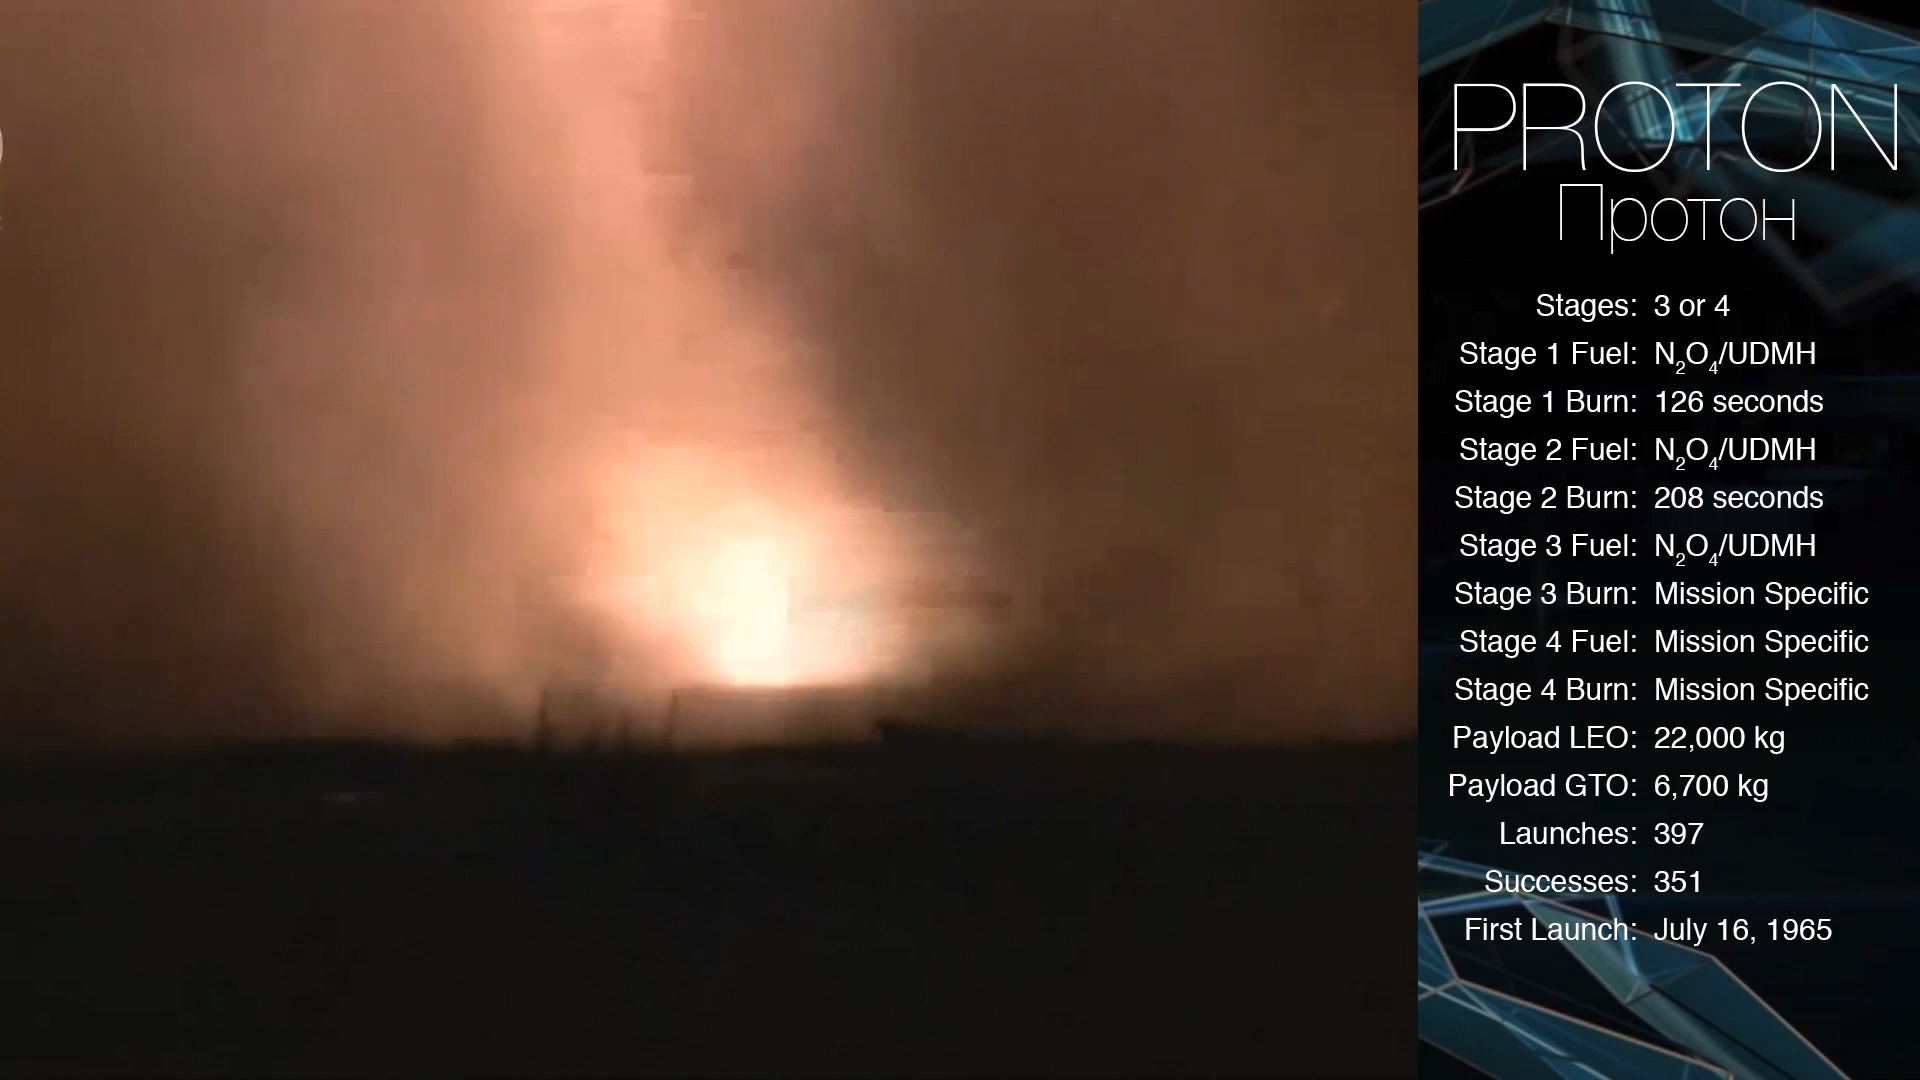 PROTON
Протон
Stages: 3 or 4
Stage 1 Fuel: N₂O₄/UDMH
Stage 1 Burn: 126 seconds
Stage 2 Fuel: N₂O₄/UDMH
Stage 2 Burn: 208 seconds
Stage 3 Fuel: N₂O₄/UDMH
Stage 3 Burn: Mission Specific
Stage 4 Fuel: Mission Specific
Stage 4 Burn: Mission Specific
Payload LEO: 22,000 kg
Payload GTO: 6,700 kg
Launches: 397
Successes: 351
First Launch: July 16, 1965